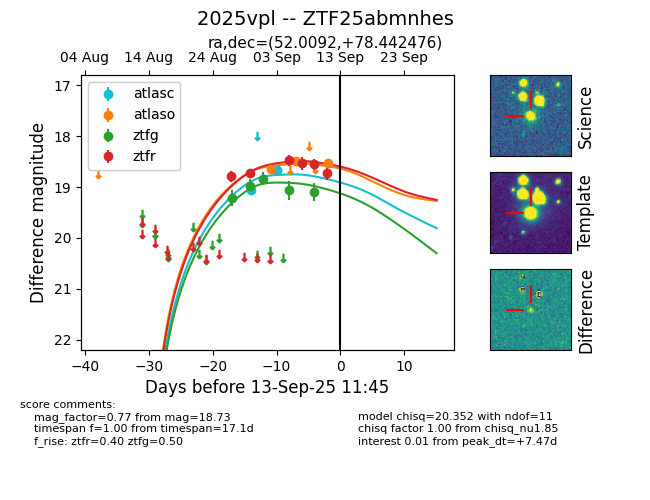 2025vpl -- ZTF25abmnhes
ra,dec=(52.0092,+78.442476)
04 Aug 14 Aug 24 Aug 03 Sep 13 Sep 23 Sep
17
18
19
20
21
22
Difference magnitude
atlasc
atlaso
ztfg
ztfr
−40 −30 −20 −10 0 10
Days before 13-Sep-25 11:45
Science
Template
Difference
score comments:
mag_factor=0.77 from mag=18.73
timespan f=1.00 from timespan=17.1d
f_rise: ztfr=0.40 ztfg=0.50
model chisq=20.352 with ndof=11
chisq factor 1.00 from chisq_nu1.85
interest 0.01 from peak_dt=+7.47d